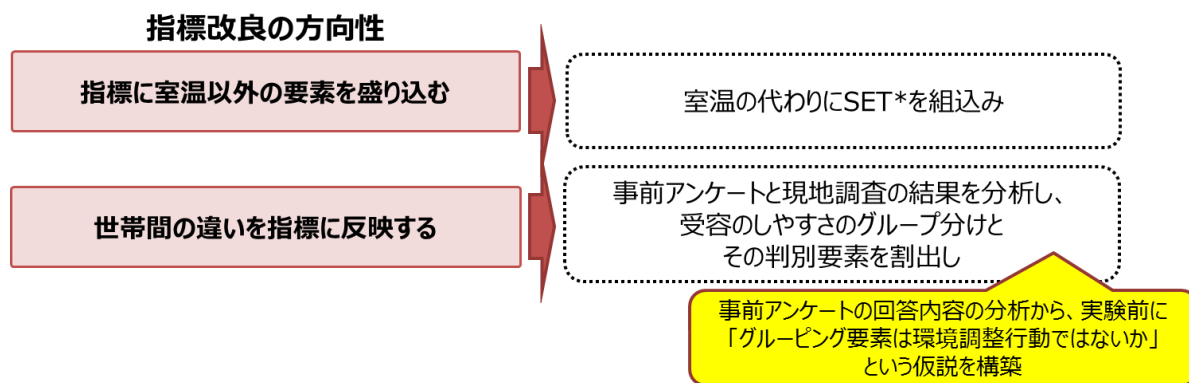 指標改良の方向性
指標に室温以外の要素を盛り込む
室温の代わりにSET*を組込み
世帯間の違いを指標に反映する
事前アンケートと現地調査の結果を分析し、
受容のしやすさのグループ分けと
その判別要素を割出し
事前アンケートの回答内容の分析から、実験前に
「グルーピング要素は環境調整行動ではないか」
という仮説を構築